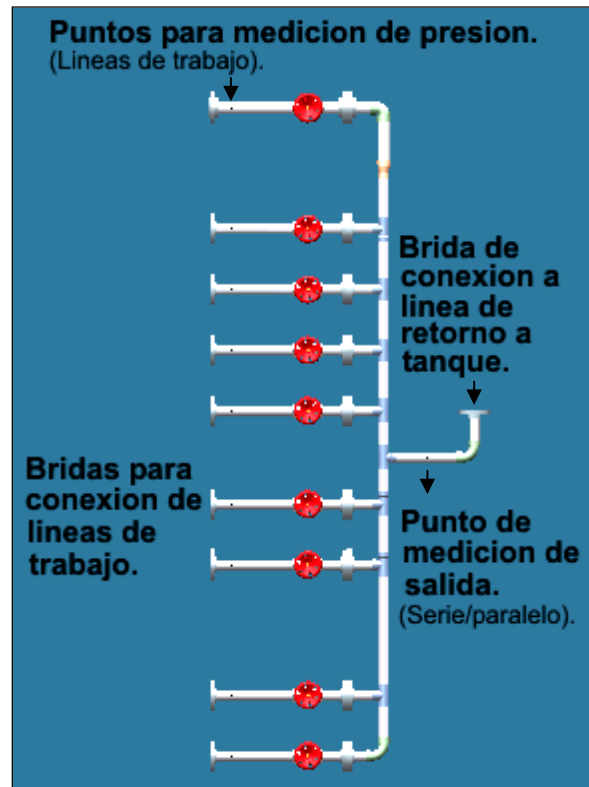 Puntos para medicion de presion.
(Lineas de trabajo).
Brida de
conexion a
linea de
retorno a
tanque.
Bridas para
conexion de
lineas de
trabajo.
Punto de
medicion de
salida.
(Serie/paralelo).